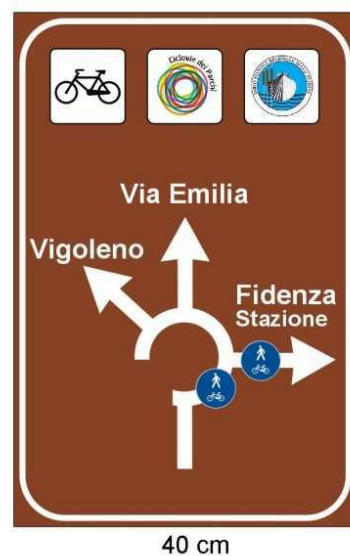 Ciclovie dei Parchi
Via Emilia
Vigoleno
Fidenza
Stazione
40 cm